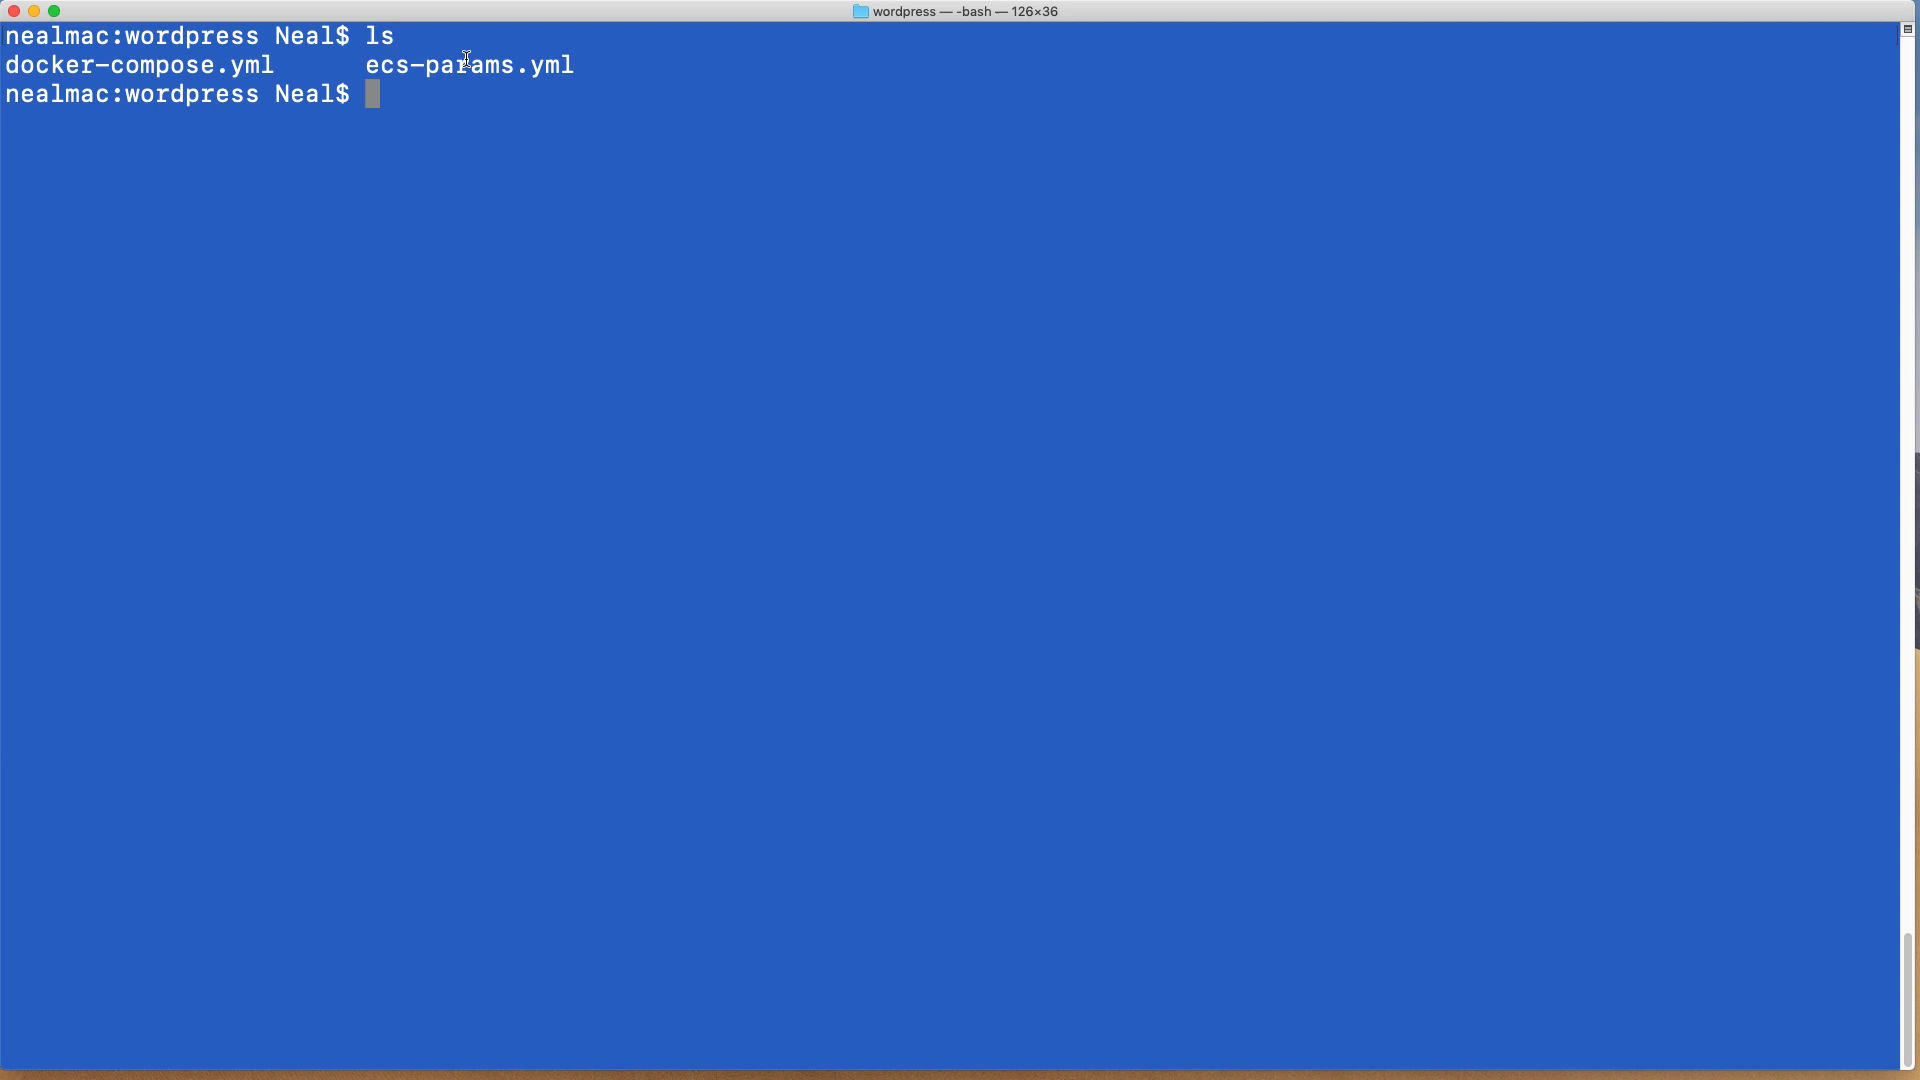 wordpress — -bash — 126×36
nealmac:wordpress Neal$ ls
docker-compose.yml ecs-params.yml
nealmac:wordpress Neal$